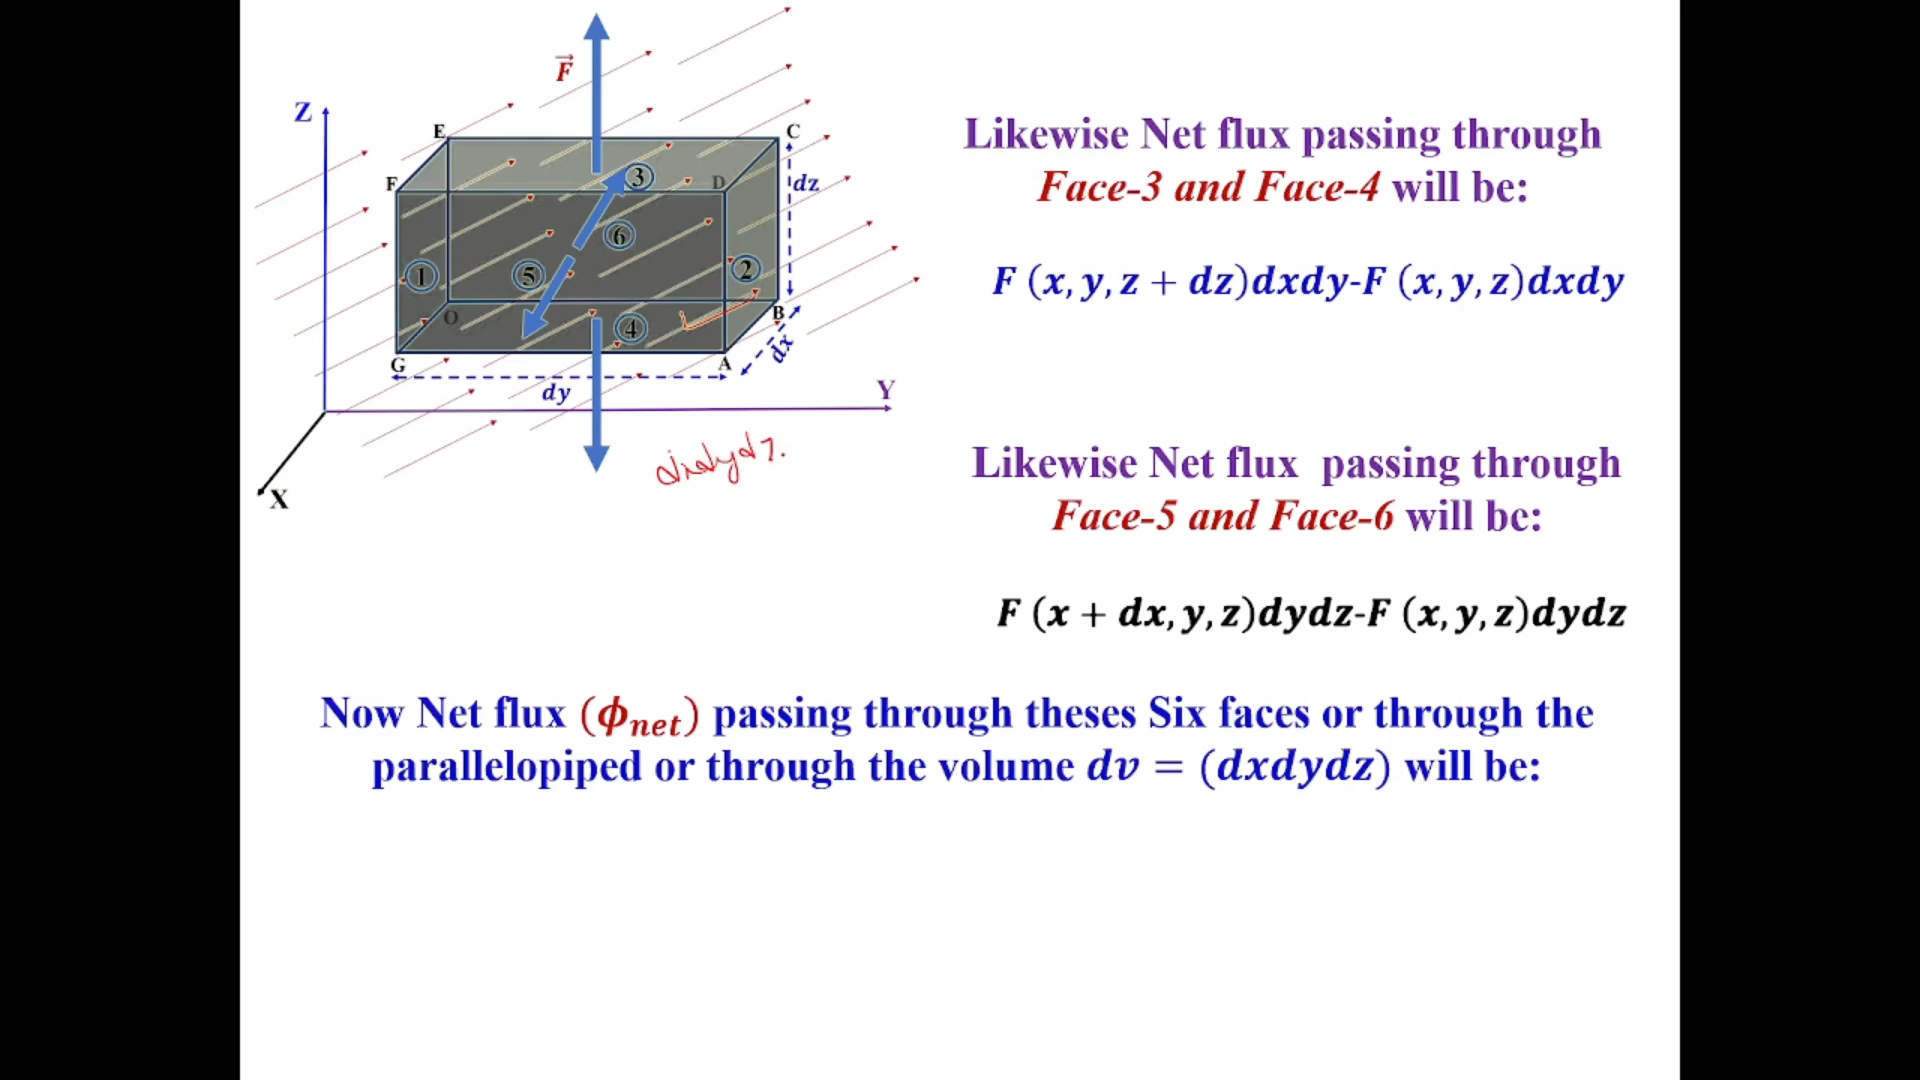 Z
F⃗
E
C
F
D
③
dz
⑥
①
⑤
②
O
④
B
G
A
dx
dy
Y
X
dxdydz.
Likewise Net flux passing through
Face-3 and Face-4 will be:
F (x, y, z + dz)dxdy-F (x, y, z)dxdy
Likewise Net flux passing through
Face-5 and Face-6 will be:
F (x + dx, y, z)dydz-F (x, y, z)dydz
Now Net flux (ϕ_net) passing through theses Six faces or through the
parallelopiped or through the volume dv = (dxdydz) will be: